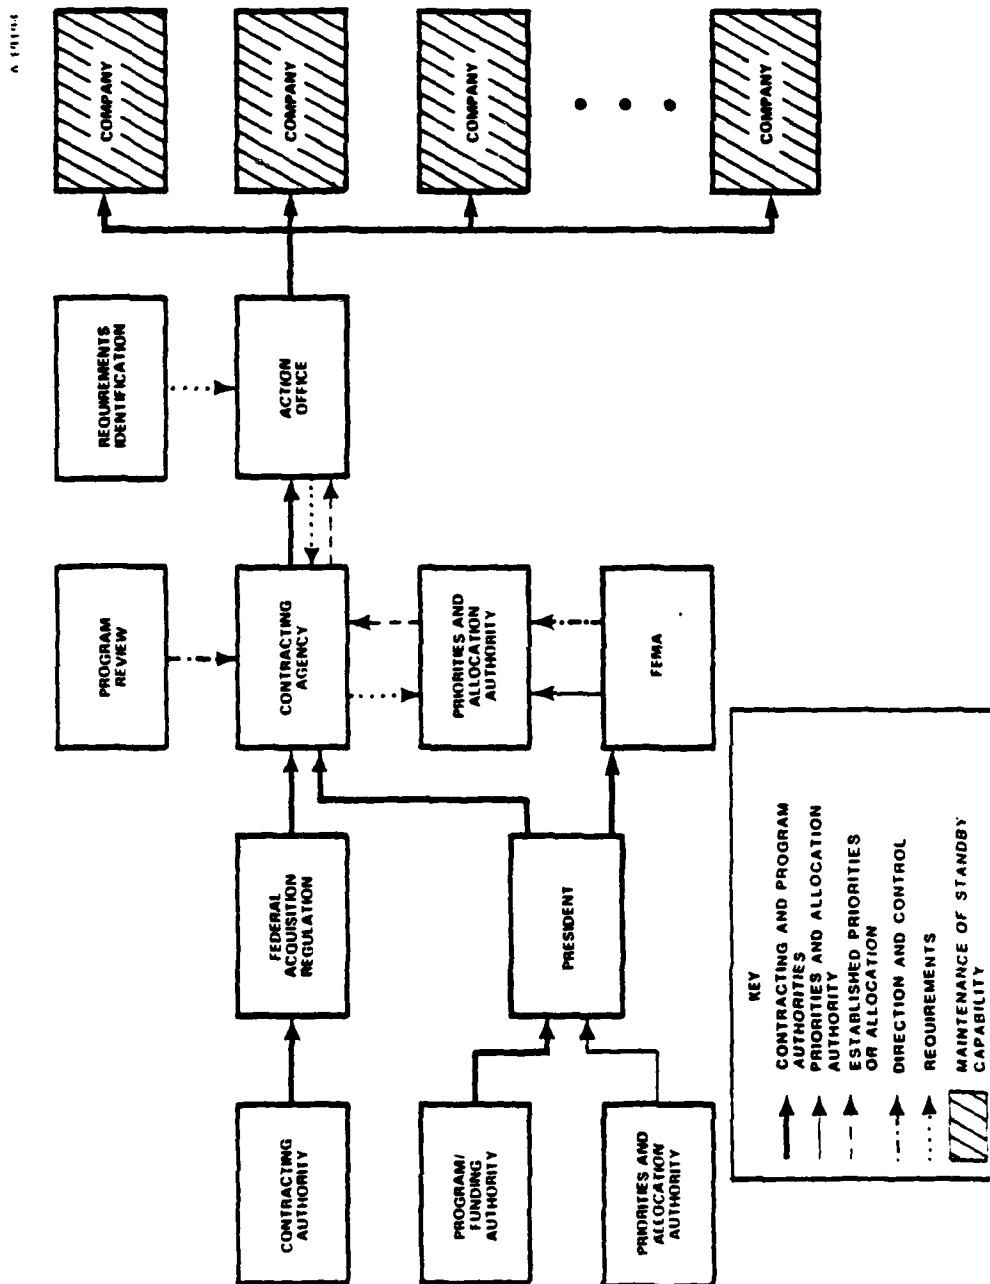 COMPANY
COMPANY
COMPANY
COMPANY
REQUIREMENTS
IDENTIFICATION
ACTION
OFFICE
PROGRAM
REVIEW
CONTRACTING
AGENCY
PRIORITIES AND
ALLOCATION
AUTHORITY
FEMA
FEDERAL
ACQUISITION
REGULATION
PRESIDENT
CONTRACTING
AUTHORITY
PROGRAM/
FUNDING
AUTHORITY
PRIORITIES AND
ALLOCATION
AUTHORITY
KEY
CONTRACTING AND PROGRAM
AUTHORITIES
PRIORITIES AND ALLOCATION
AUTHORITY
ESTABLISHED PRIORITIES
OR ALLOCATION
DIRECTION AND CONTROL
REQUIREMENTS
MAINTENANCE OF STANDBY
CAPABILITY